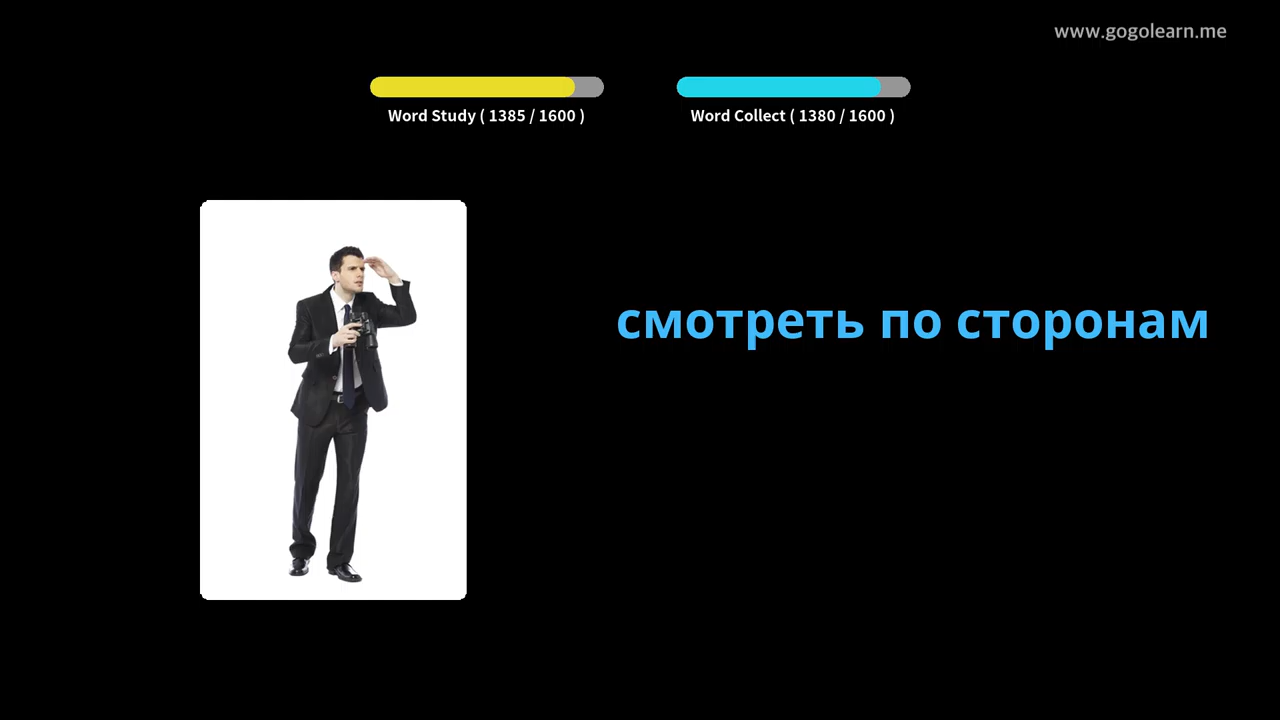 www.gogolearn.me
Word Study ( 1385 / 1600 )
Word Collect ( 1380 / 1600 )
смотреть по сторонам